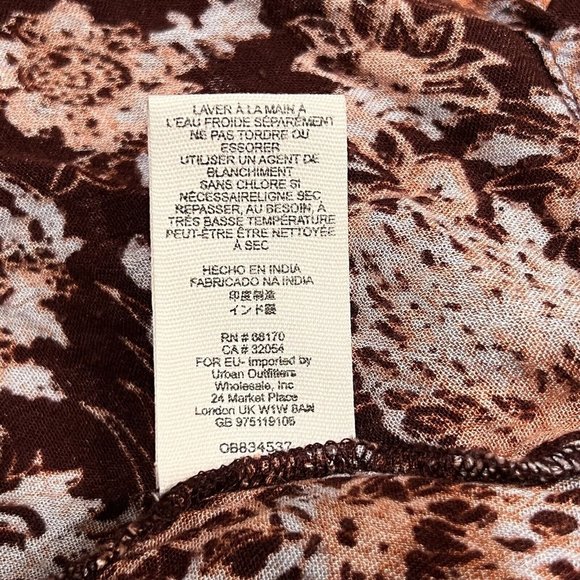 LAVER À LA MAIN À
L'EAU FROIDE SÉPARÉMENT
NE PAS TORDRE OU
ESSORER
UTILISER UN AGENT DE
BLANCHIMENT
SANS CHLORE SI
NÉCESSAIRELIGNE SEC
REPASSER, AU BESOIN, À
TRÈS BASSE TEMPÉRATURE
PEUT-ÊTRE ÊTRE NETTOYÉE
À SEC
HECHO EN INDIA
FABRICADO NA INDIA
印度制造
インド製
RN # 66170
CA # 32054
FOR EU- Imported by
Urban Outfitters
Wholesale, Inc
24 Market Place
London UK W1W 8AW
GB 975119106
OB834537